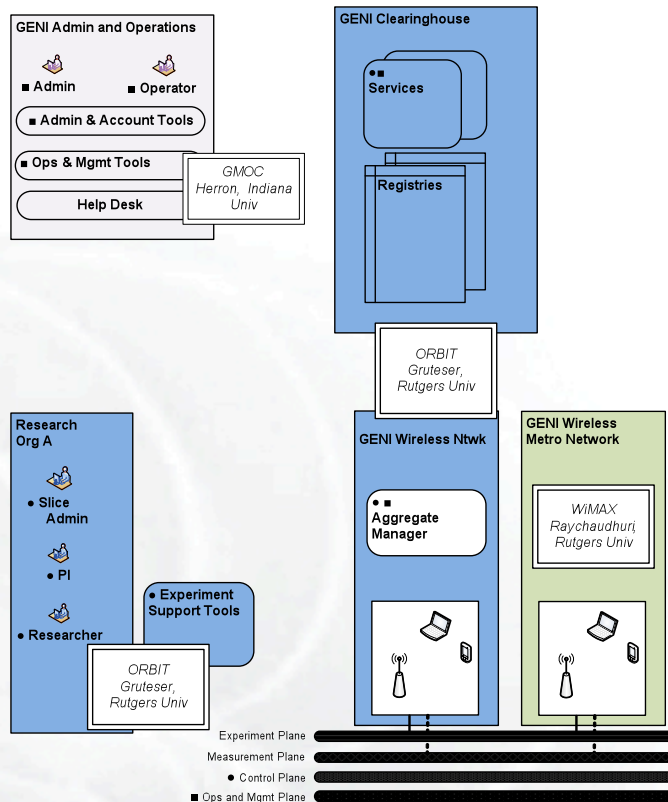 GENI Admin and Operations
■ Admin
■ Operator
■ Admin & Account Tools
■ Ops & Mgmt Tools
Help Desk
GMOC
Herron, Indiana
Univ
GENI Clearinghouse
● ■
Services
Registries
ORBIT
Gruteser,
Rutgers Univ
Research
Org A
● Slice
Admin
● PI
● Researcher
● Experiment
Support Tools
ORBIT
Gruteser,
Rutgers Univ
GENI Wireless Ntwk
● ■
Aggregate
Manager
GENI Wireless
Metro Network
WiMAX
Raychaudhuri,
Rutgers Univ
Experiment Plane
Measurement Plane
● Control Plane
■ Ops and Mgmt Plane